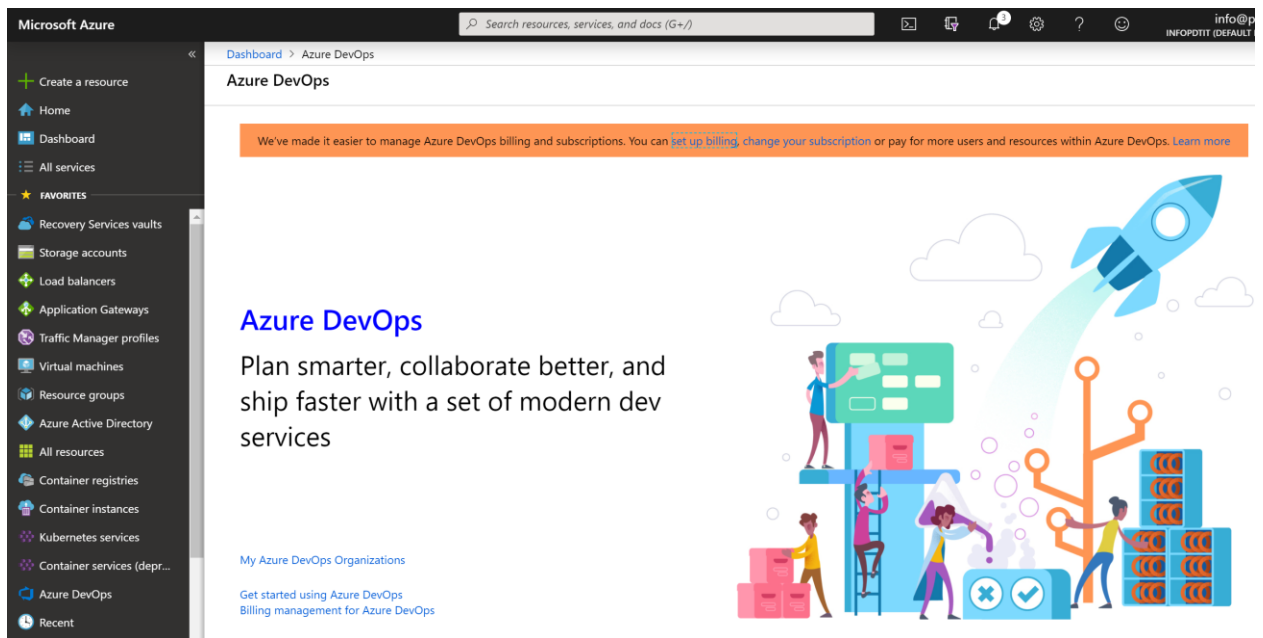 Microsoft Azure
Search resources, services, and docs (G+/)
3
?
info@p
INFOPDTIT (DEFAULT
«
Dashboard > Azure DevOps
Azure DevOps
Create a resource
Home
Dashboard
All services
FAVORITES
Recovery Services vaults
Storage accounts
Load balancers
Application Gateways
Traffic Manager profiles
Virtual machines
Resource groups
Azure Active Directory
All resources
Container registries
Container instances
Kubernetes services
Container services (depr...
Azure DevOps
Recent
We've made it easier to manage Azure DevOps billing and subscriptions. You can set up billing, change your subscription or pay for more users and resources within Azure DevOps. Learn more
Azure DevOps
Plan smarter, collaborate better, and
ship faster with a set of modern dev
services
My Azure DevOps Organizations
Get started using Azure DevOps
Billing management for Azure DevOps